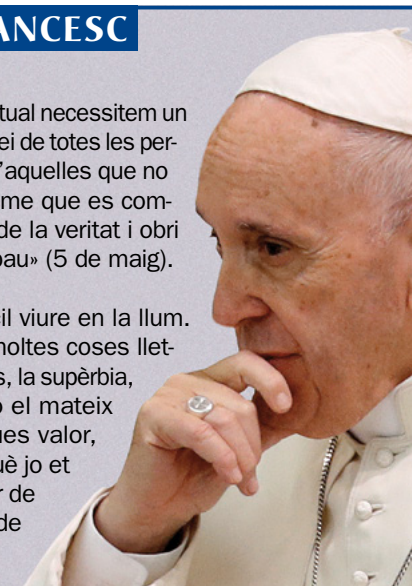 ANCESC
tual necessitem un
ei de totes les per-
'aquelles que no
me que es com-
de la veritat i obri
pau» (5 de maig).
il viure en la llum.
moltes coses llet-
s, la supèrbia,
o el mateix
ues valor,
uè jo et
r de
de